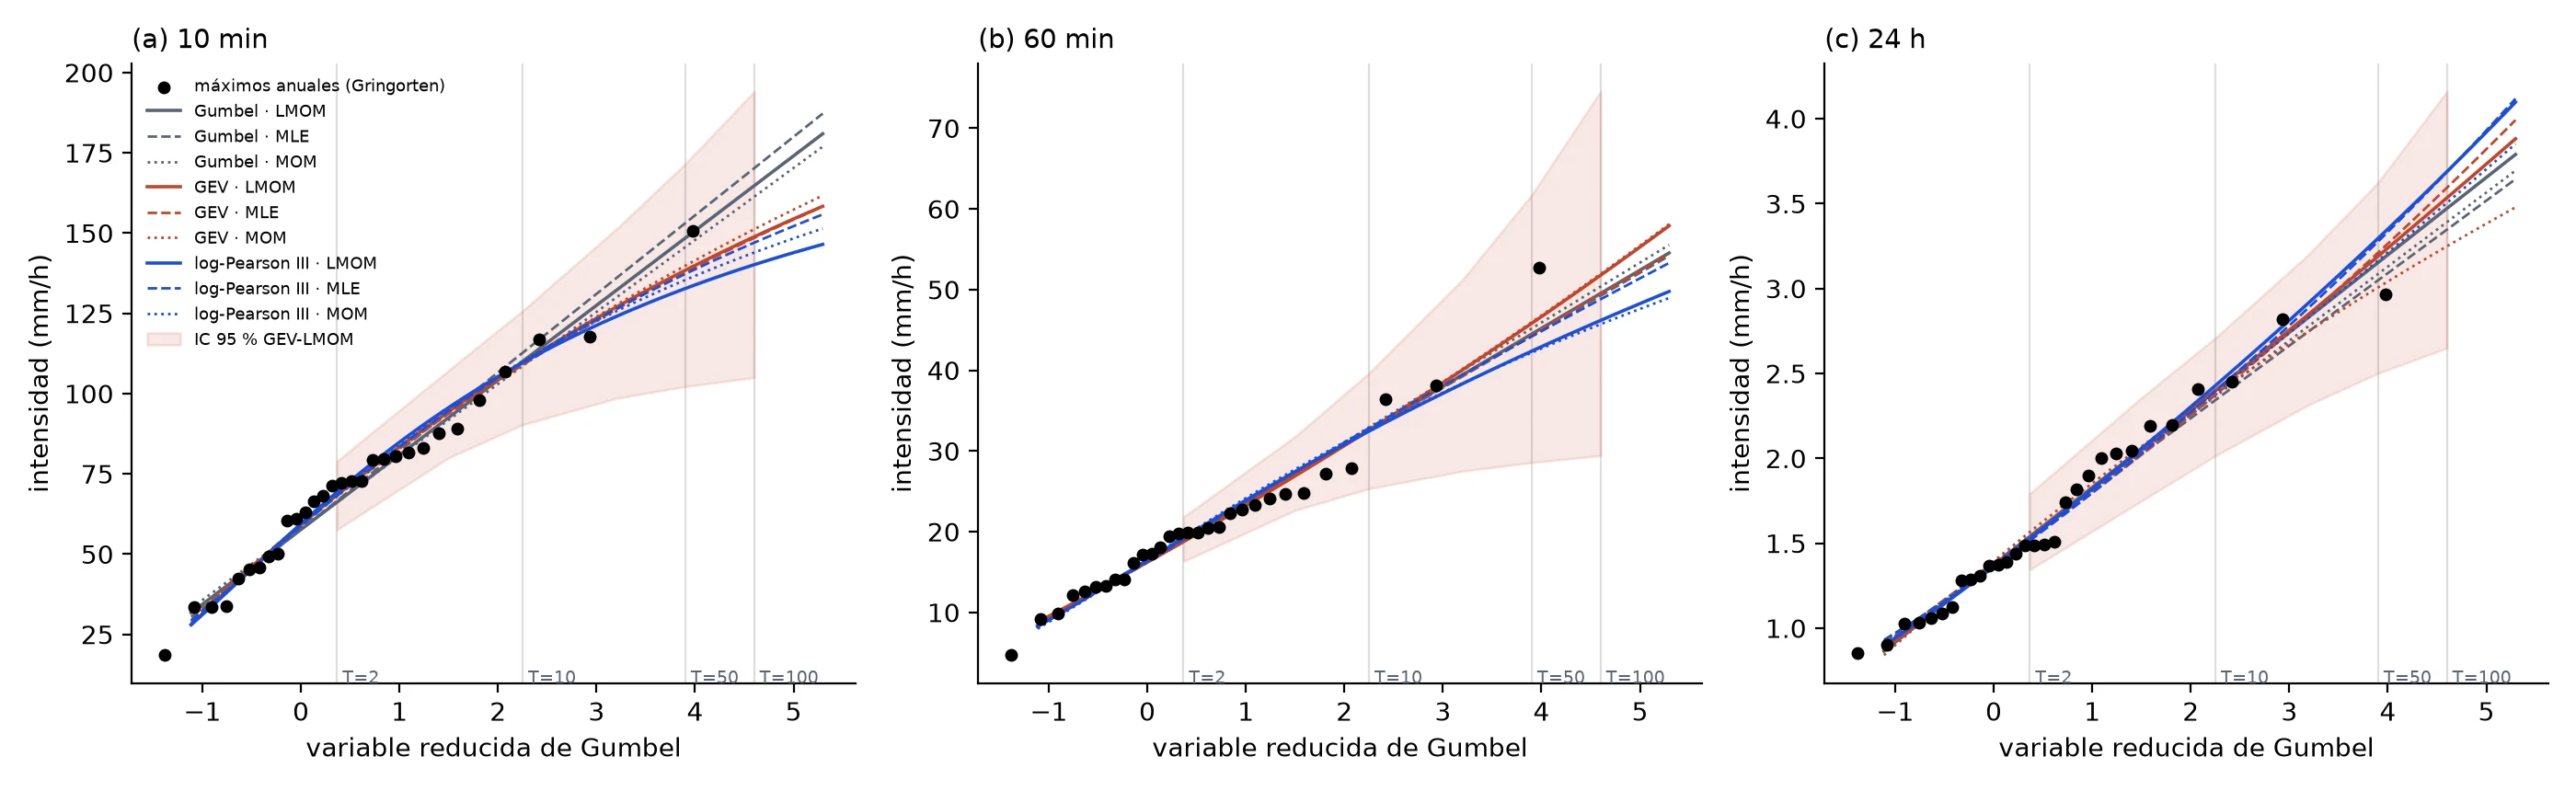 (a) 10 min
200
175
150
125
100
75
50
25
intensidad (mm/h)
máximos anuales (Gringorten)
Gumbel · LMOM
Gumbel · MLE
Gumbel · MOM
GEV · LMOM
GEV · MLE
GEV · MOM
log-Pearson III · LMOM
log-Pearson III · MLE
log-Pearson III · MOM
IC 95 % GEV-LMOM
T=2
T=10
T=50
T=100
−1
0
1
2
3
4
5
variable reducida de Gumbel
(b) 60 min
70
60
50
40
30
20
10
intensidad (mm/h)
T=2
T=10
T=50
T=100
−1
0
1
2
3
4
5
variable reducida de Gumbel
(c) 24 h
4.0
3.5
3.0
2.5
2.0
1.5
1.0
intensidad (mm/h)
T=2
T=10
T=50
T=100
−1
0
1
2
3
4
5
variable reducida de Gumbel